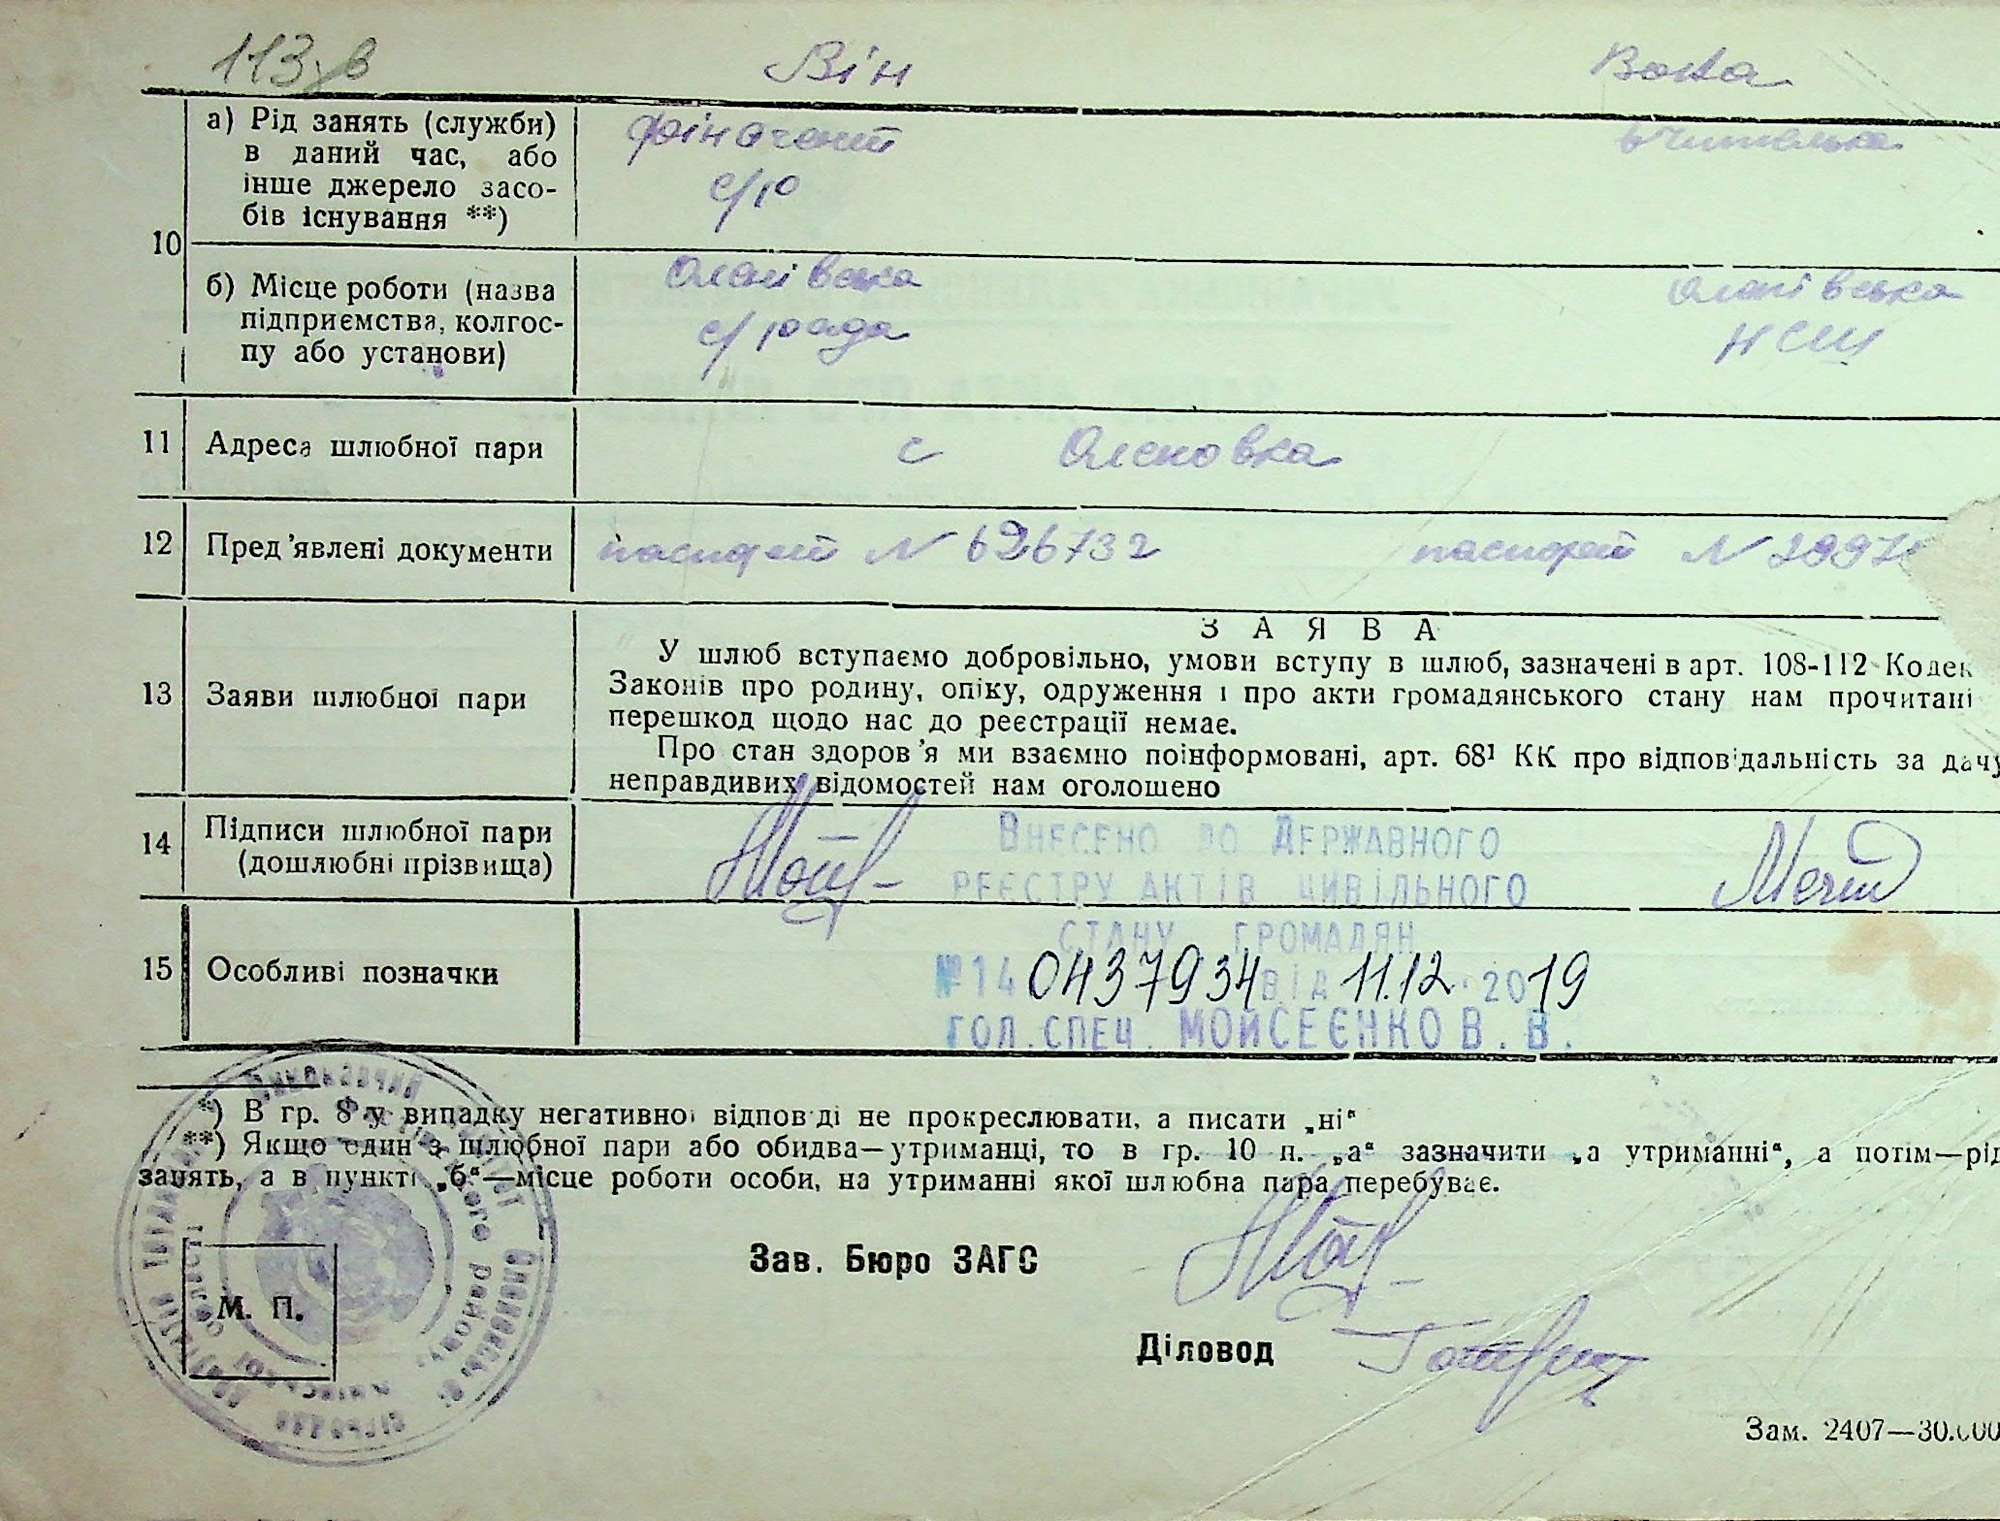 113 в
Він Вона
10
а) Рід занять (служби)
в даний час, або
інше джерело засо-
бів існування **)
фінагент
с/р
вчителька
б) Місце роботи (назва
підприємства, колгос-
пу або установи)
Оленівська
с/рада
Оленівська
НСШ
11 Адреса шлюбної пари с Оленовка
12 Пред'явлені документи паспорт N 626732 паспорт N
13 Заяви шлюбної пари
ЗАЯВА
У шлюб вступаємо добровільно, умови вступу в шлюб, зазначені в арт. 108-112 Кодек
Законів про родину, опіку, одруження і про акти громадянського стану нам прочитані
перешкод щодо нас до реєстрації немає.
Про стан здоров'я ми взаємно поінформовані, арт. 68¹ КК про відповідальність за дачу
неправдивих відомостей нам оголошено
14 Підписи шлюбної пари
(дошлюбні прізвища)
Внесено до Державного
реєстру актів цивільного
стану громадян
№ 14 0437934 від 11.12.2019
гол. спец. Мойсеєнко В. В.
15 Особливі позначки
*) В гр. 8 у випадку негативної відповіді не прокреслювати, а писати „ні“
**) Якщо один з шлюбної пари або обидва—утриманці, то в гр. 10 п. „а“ зазначити „а утриманні“, а потім—рід
занять, а в пункті „б“—місце роботи особи, на утриманні якої шлюбна пара перебуває.
Зав. Бюро ЗАГС
М. П.
Діловод
Зам. 2407—30.000